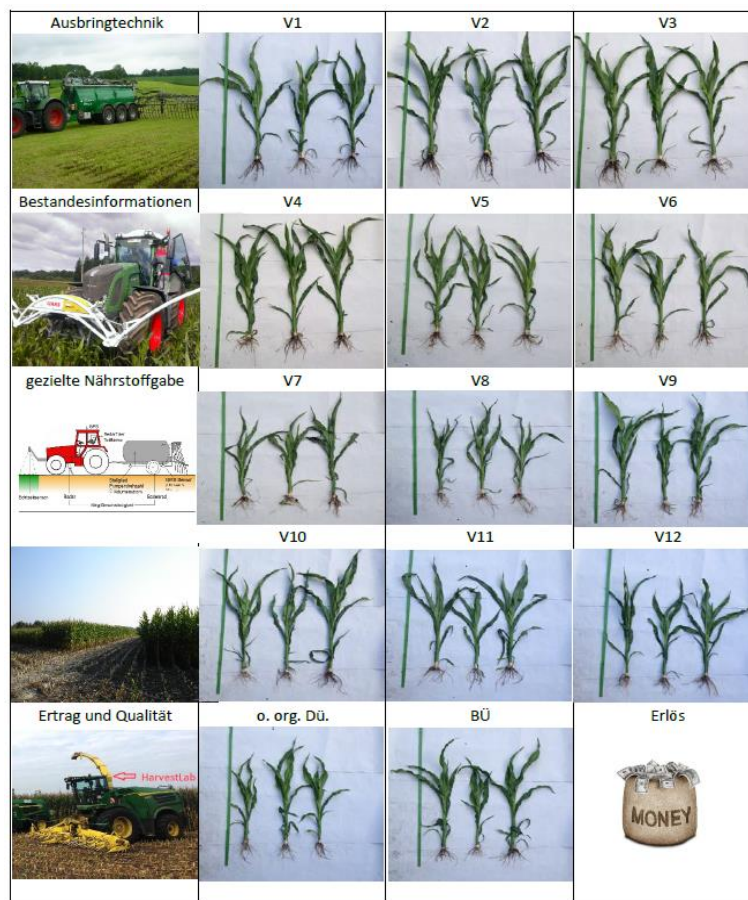 Ausbringtechnik V1 V2 V3
Bestandesinformationen V4 V5 V6
gezielte Nährstoffgabe V7 V8 V9
V10 V11 V12
Ertrag und Qualität o. org. Dü. BÜ Erlös
HarvestLab
MONEY